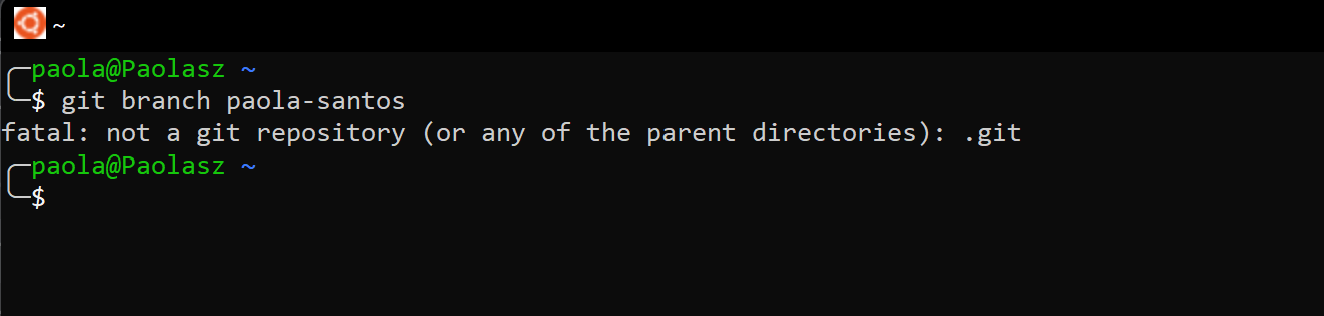 ~
paola@Paolasz ~
$ git branch paola-santos
fatal: not a git repository (or any of the parent directories): .git
paola@Paolasz ~
$